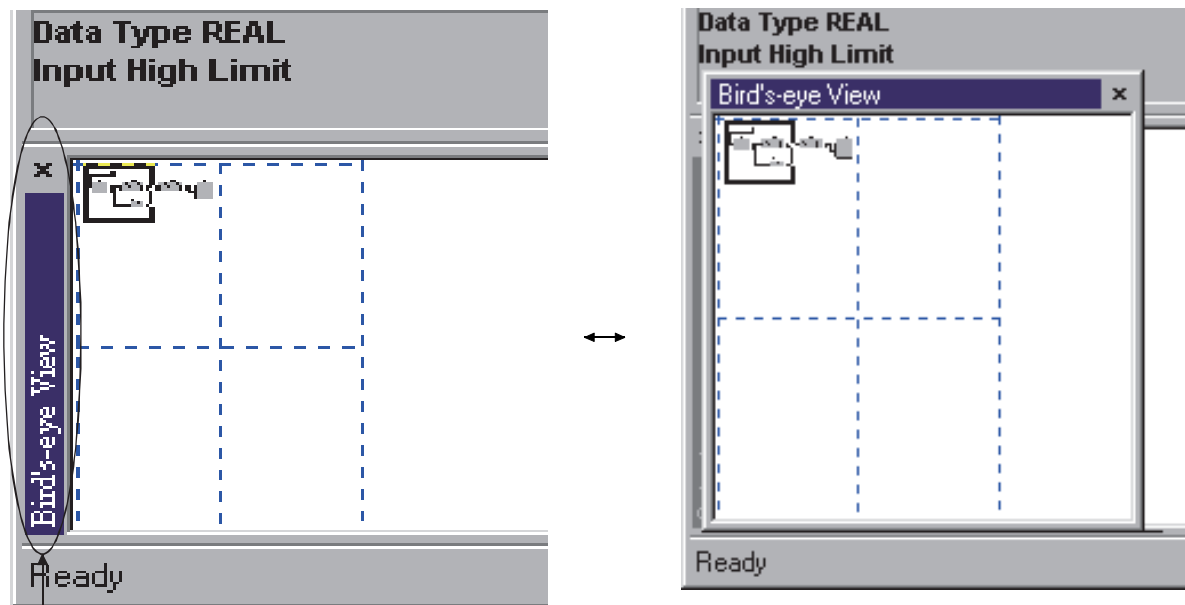 Data Type REAL
Input High Limit
×
Bird's-eye View
Ready
Data Type REAL
Input High Limit
Bird's-eye View ×
Ready